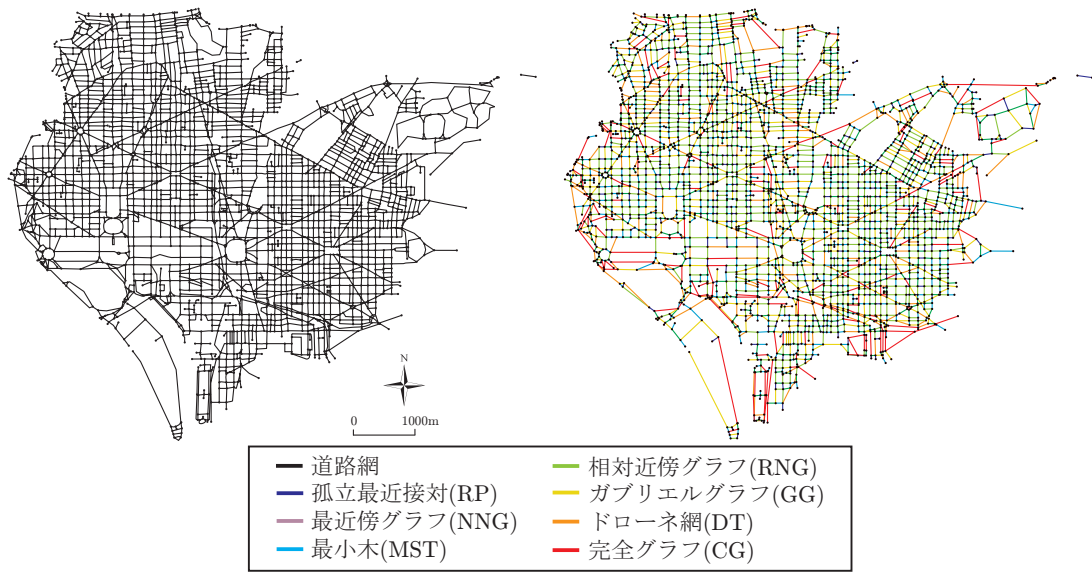 N
0 1000m
道路網
孤立最近接対(RP)
最近傍グラフ(NNG)
最小木(MST)
相対近傍グラフ(RNG)
ガブリエルグラフ(GG)
ドローネ網(DT)
完全グラフ(CG)